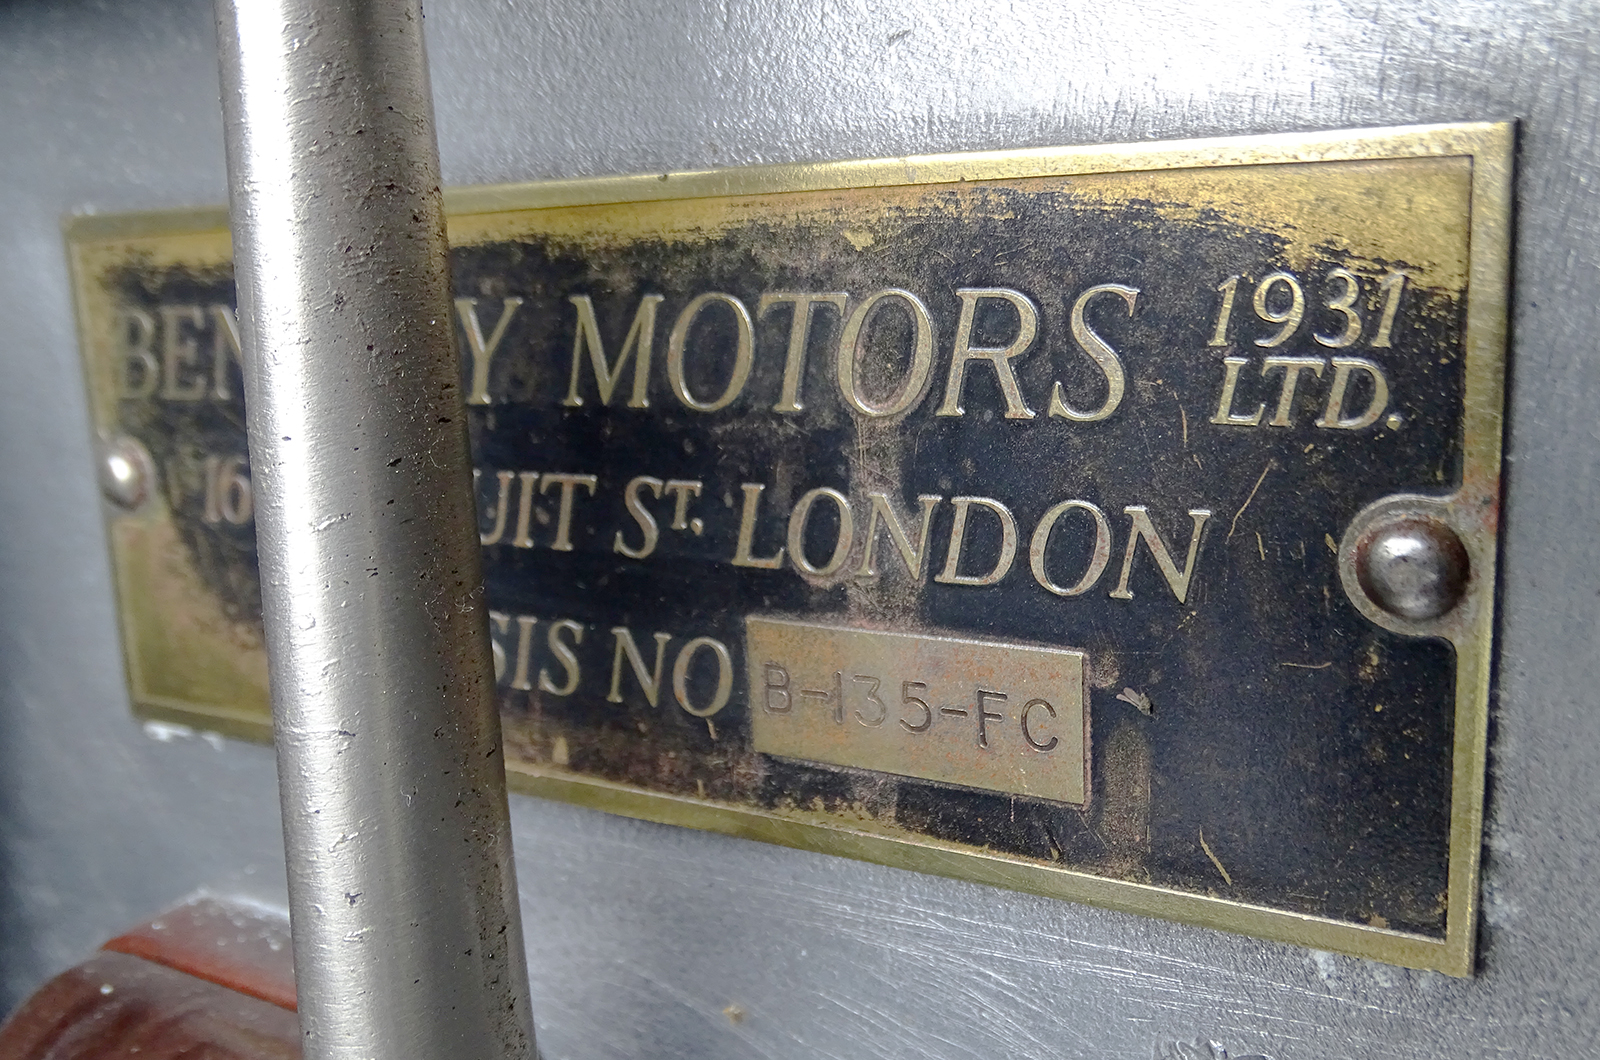 BEN Y MOTORS 1931 LTD.
16 UIT ST. LONDON
SIS NO B-135-FC